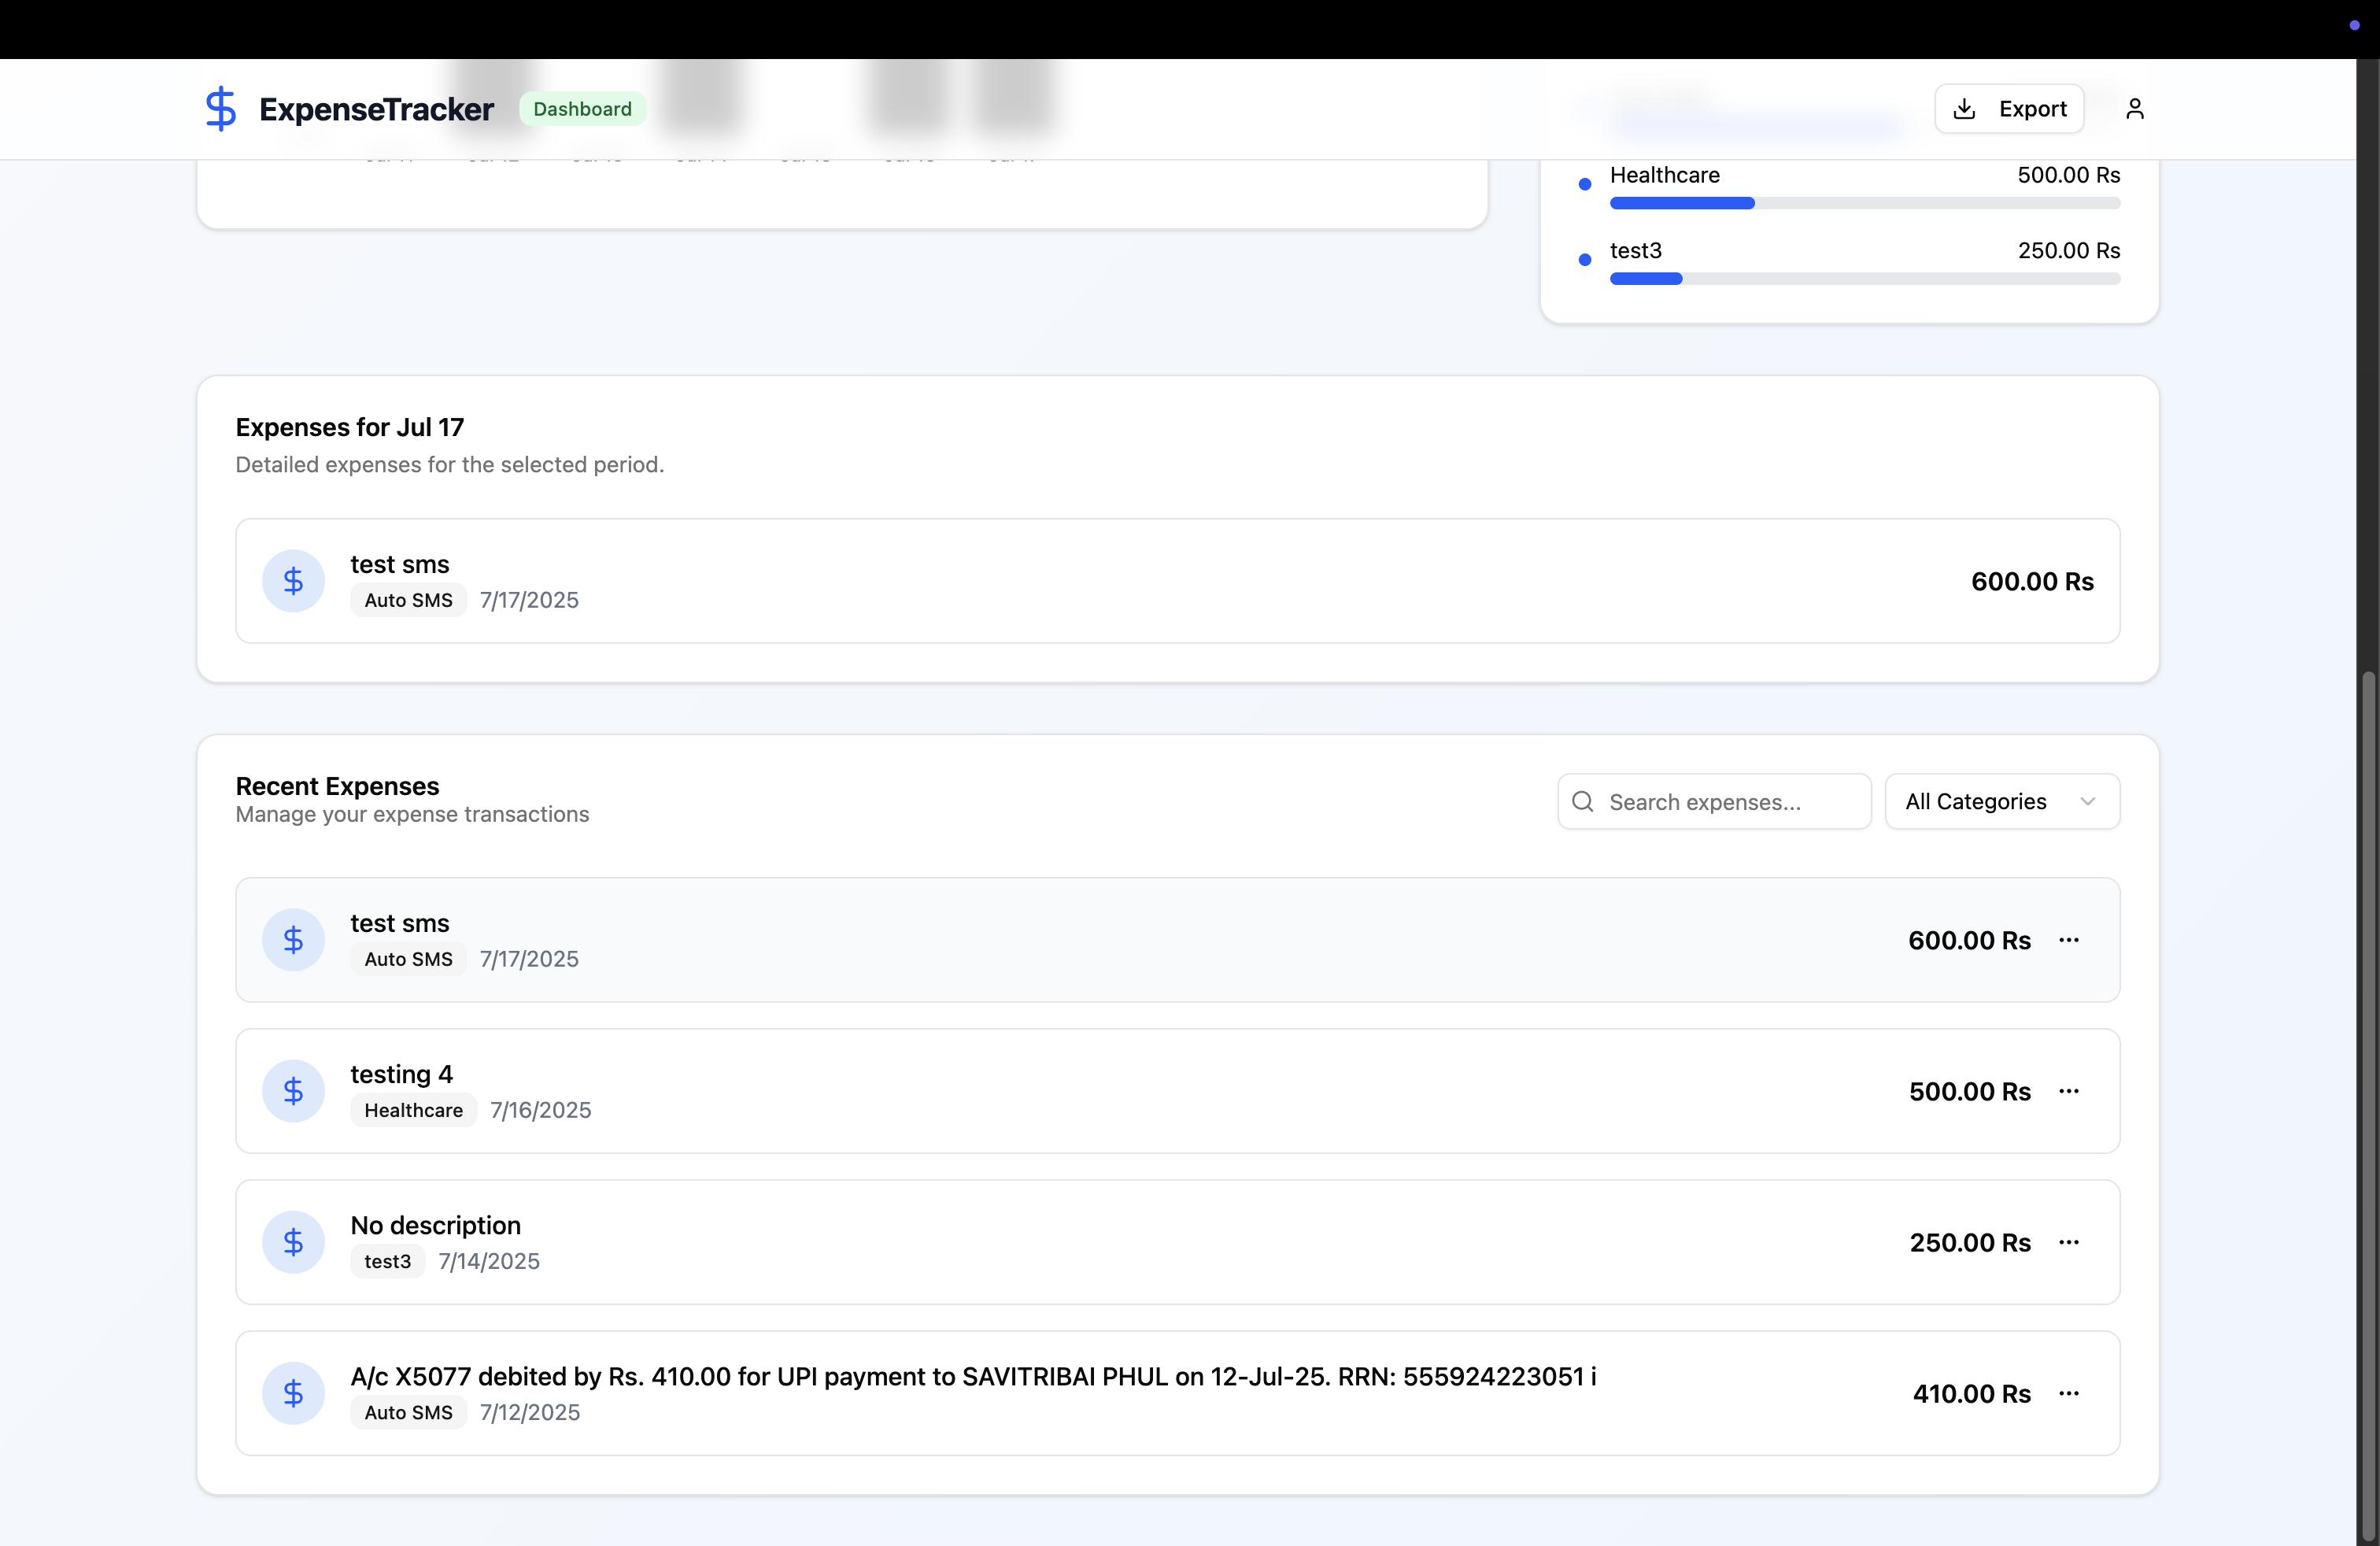 ExpenseTracker
Dashboard
Export
Healthcare 500.00 Rs
test3 250.00 Rs
Expenses for Jul 17
Detailed expenses for the selected period.
test sms
Auto SMS 7/17/2025
600.00 Rs
Recent Expenses
Manage your expense transactions
Search expenses...
All Categories
test sms
Auto SMS 7/17/2025
600.00 Rs
testing 4
Healthcare 7/16/2025
500.00 Rs
No description
test3 7/14/2025
250.00 Rs
A/c X5077 debited by Rs. 410.00 for UPI payment to SAVITRIBAI PHUL on 12-Jul-25. RRN: 555924223051 i
Auto SMS 7/12/2025
410.00 Rs